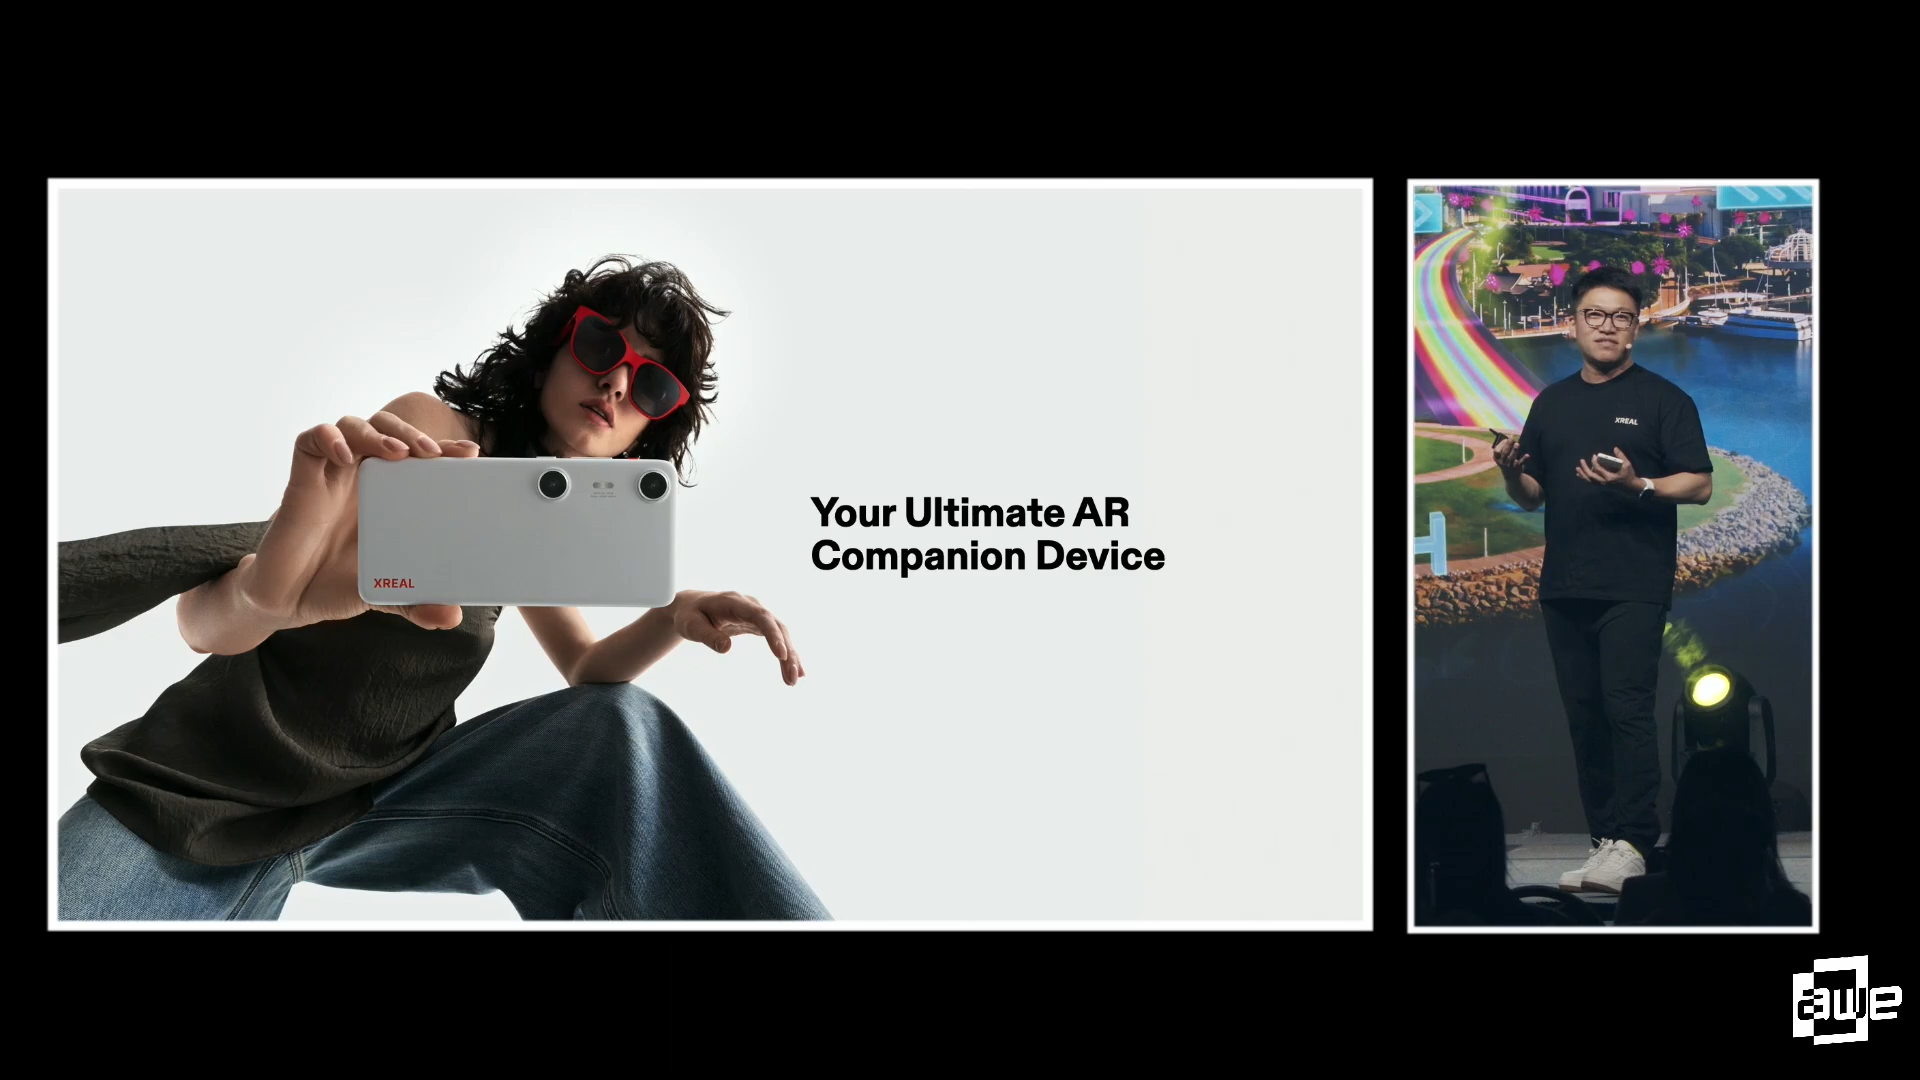 Your Ultimate AR
Companion Device
XREAL
XREAL
H
awe